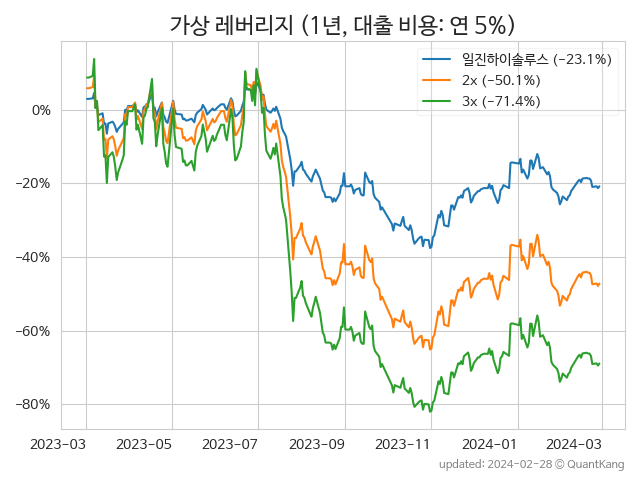 가상 레버리지 (1년, 대출 비용: 연 5%)
일진하이솔루스 (−23.1%)
2x (−50.1%)
3x (−71.4%)
0%
−20%
−40%
−60%
−80%
2023-03 2023-05 2023-07 2023-09 2023-11 2024-01 2024-03
updated: 2024-02-28 © QuantKang